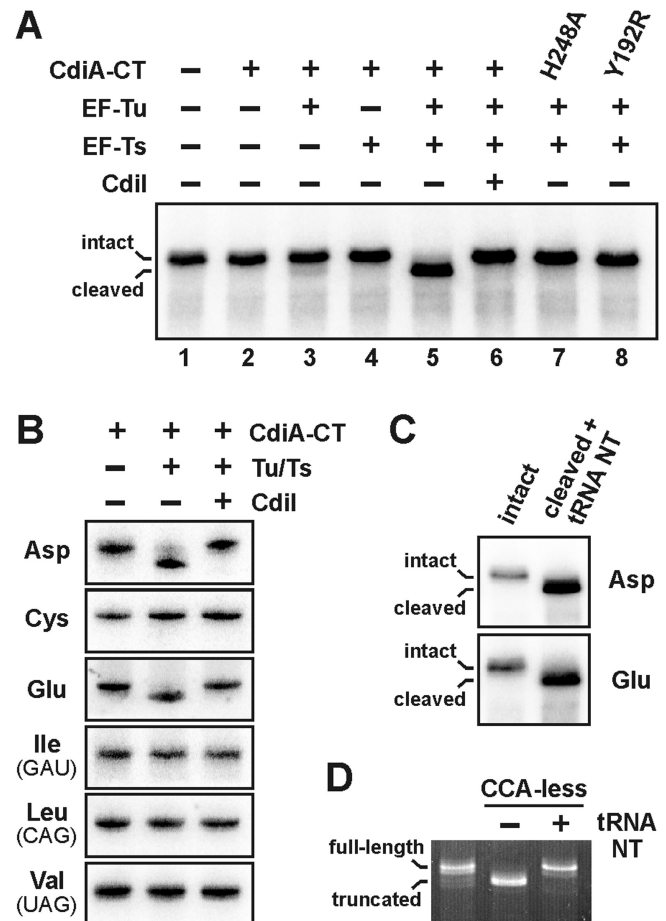 A
H248A Y192R
CdiA-CT – + + + + +
EF-Tu – – + – + + + +
EF-Ts – – – + + + + +
CdiI – – – – – + – –
intact
cleaved
1 2 3 4 5 6 7 8
B
+ + + CdiA-CT
– + + Tu/Ts
– – + CdiI
Asp
Cys
Glu
Ile
(GAU)
Leu
(CAG)
Val
(UAG)
C
intact
cleaved +
tRNA NT
intact
cleaved
Asp
intact
cleaved
Glu
D
CCA-less
– + tRNA
NT
full-length
truncated